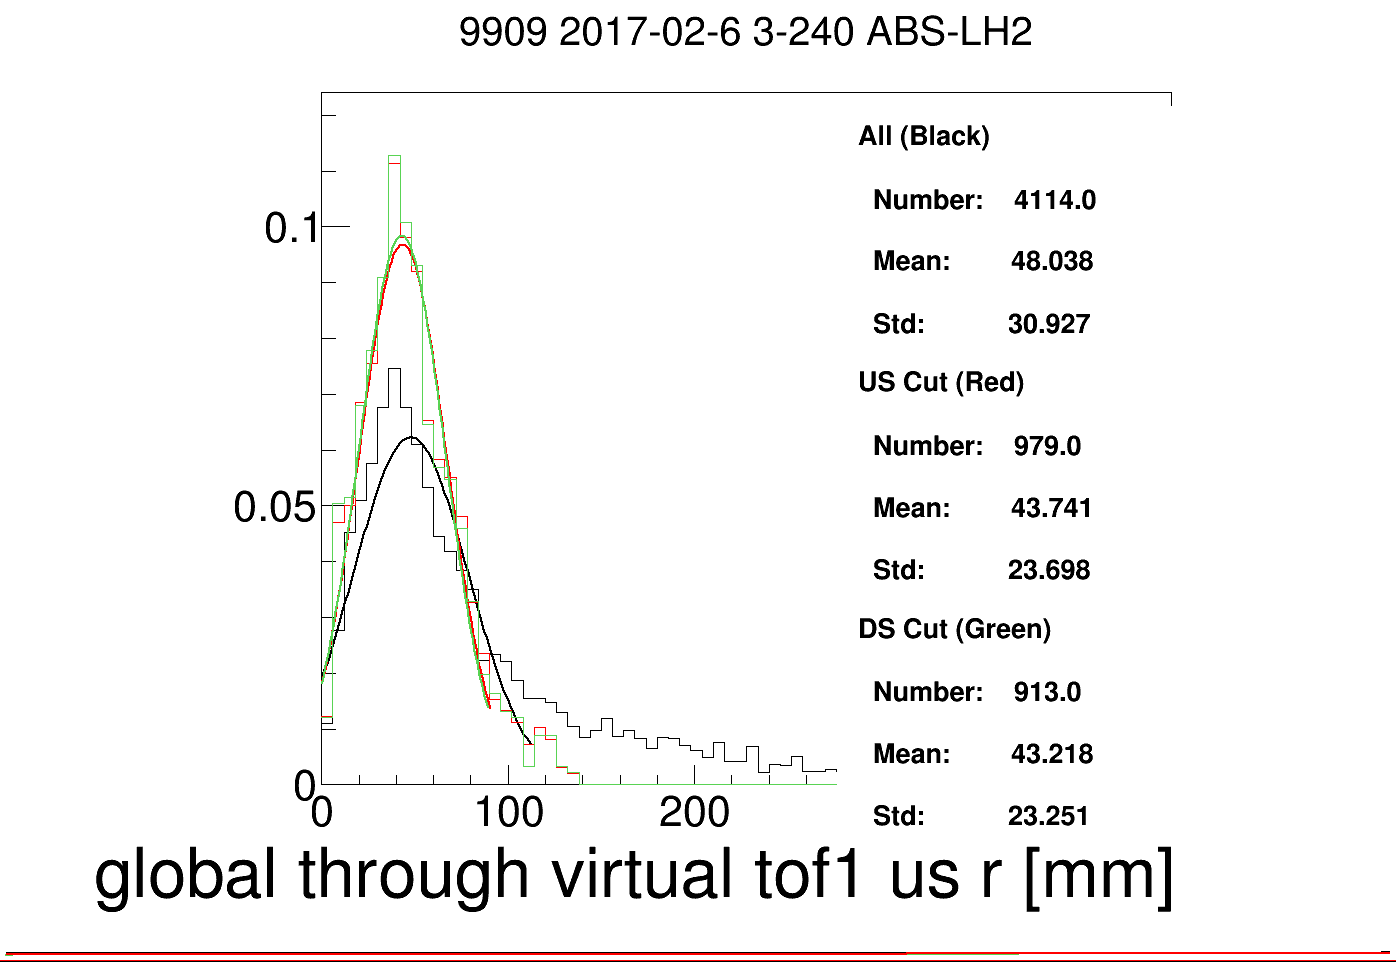 9909 2017-02-6 3-240 ABS-LH2
All (Black)
Number: 4114.0
Mean: 48.038
Std: 30.927
US Cut (Red)
Number: 979.0
Mean: 43.741
Std: 23.698
DS Cut (Green)
Number: 913.0
Mean: 43.218
Std: 23.251
0.1
0.05
0
0 100 200
global through virtual tof1 us r [mm]